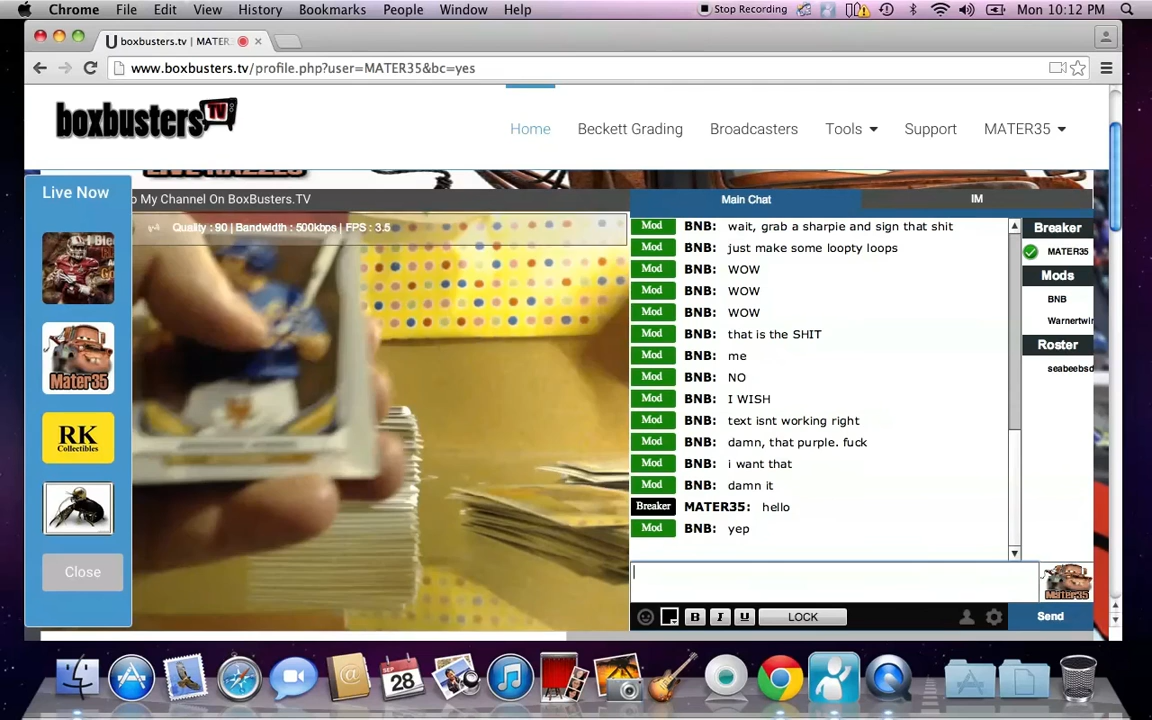 Chrome File Edit View History Bookmarks People Window Help Stop Recording Mon 10:12 PM
boxbusters.tv | MATER
www.boxbusters.tv/profile.php?user=MATER35&bc=yes
boxbusters TV Home Beckett Grading Broadcasters Tools Support MATER35
Live Now
o My Channel On BoxBusters.TV
Quality : 90 | Bandwidth : 500kbps | FPS : 3.5
Mater35
RK
Collectibles
Close
Main Chat IM
Mod BNB: wait, grab a sharpie and sign that shit
Mod BNB: just make some loopty loops
Mod BNB: WOW
Mod BNB: WOW
Mod BNB: WOW
Mod BNB: that is the SHIT
Mod BNB: me
Mod BNB: NO
Mod BNB: I WISH
Mod BNB: text isnt working right
Mod BNB: damn, that purple. fuck
Mod BNB: i want that
Mod BNB: damn it
Breaker MATER35: hello
Mod BNB: yep
Breaker
MATER35
Mods
BNB
Warnertwin
Roster
seabeebsd
Mater35
B I U LOCK Send
SEP
28